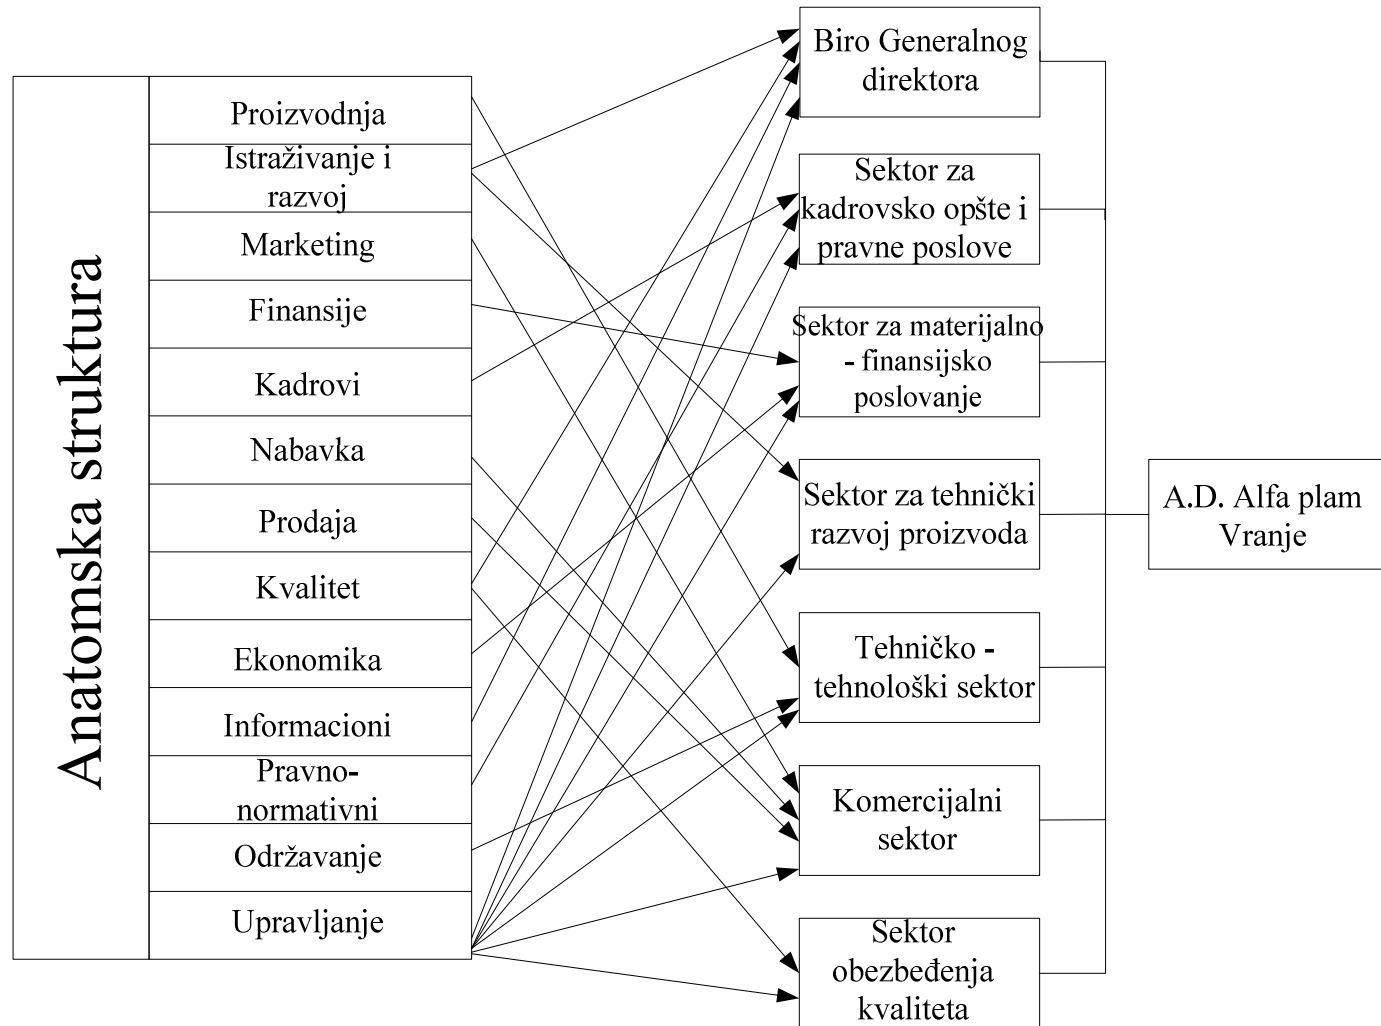 Anatomska struktura
Proizvodnja
Istraživanje i
razvoj
Marketing
Finansije
Kadrovi
Nabavka
Prodaja
Kvalitet
Ekonomika
Informacioni
Pravno-
normativni
Održavanje
Upravljanje
Biro Generalnog
direktora
Sektor za
kadrovsko opšte i
pravne poslove
Sektor za materijalno
- finansijsko
poslovanje
Sektor za tehnički
razvoj proizvoda
Tehničko -
tehnološki sektor
Komercijalni
sektor
Sektor
obezbeđenja
kvaliteta
A.D. Alfa plam
Vranje